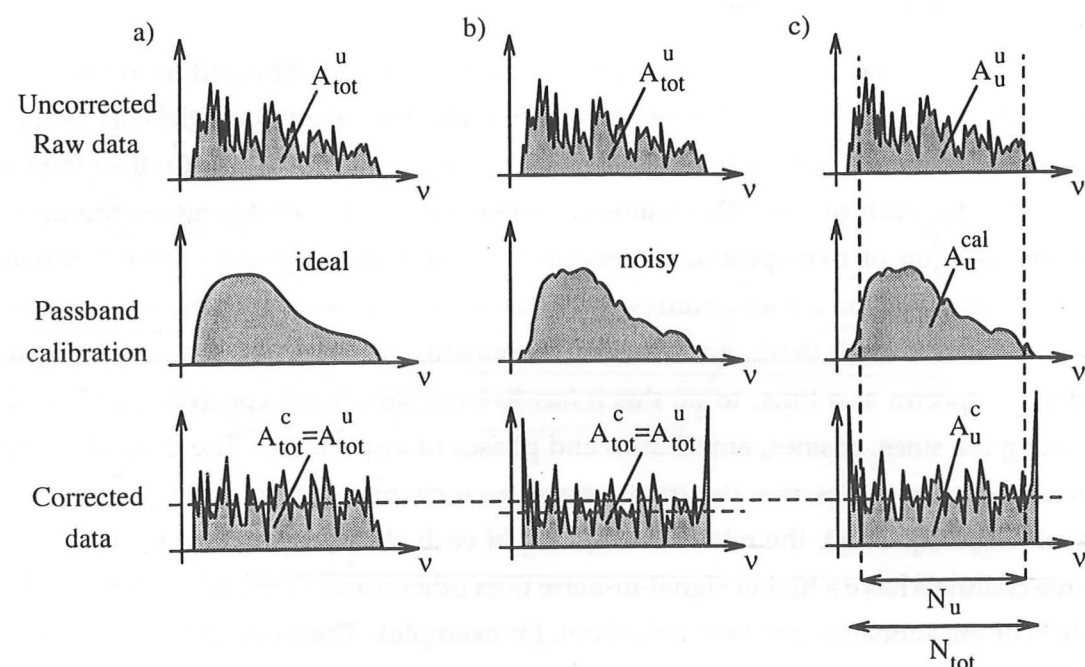 a)
b)
c)
Uncorrected
Raw data
A^u_tot
A^u_tot
A^u_u
ν
ν
ν
Passband
calibration
ideal
noisy
A^cal_u
ν
ν
ν
Corrected
data
A^c_tot=A^u_tot
A^c_tot=A^u_tot
A^c_u
ν
ν
ν
N_u
N_tot